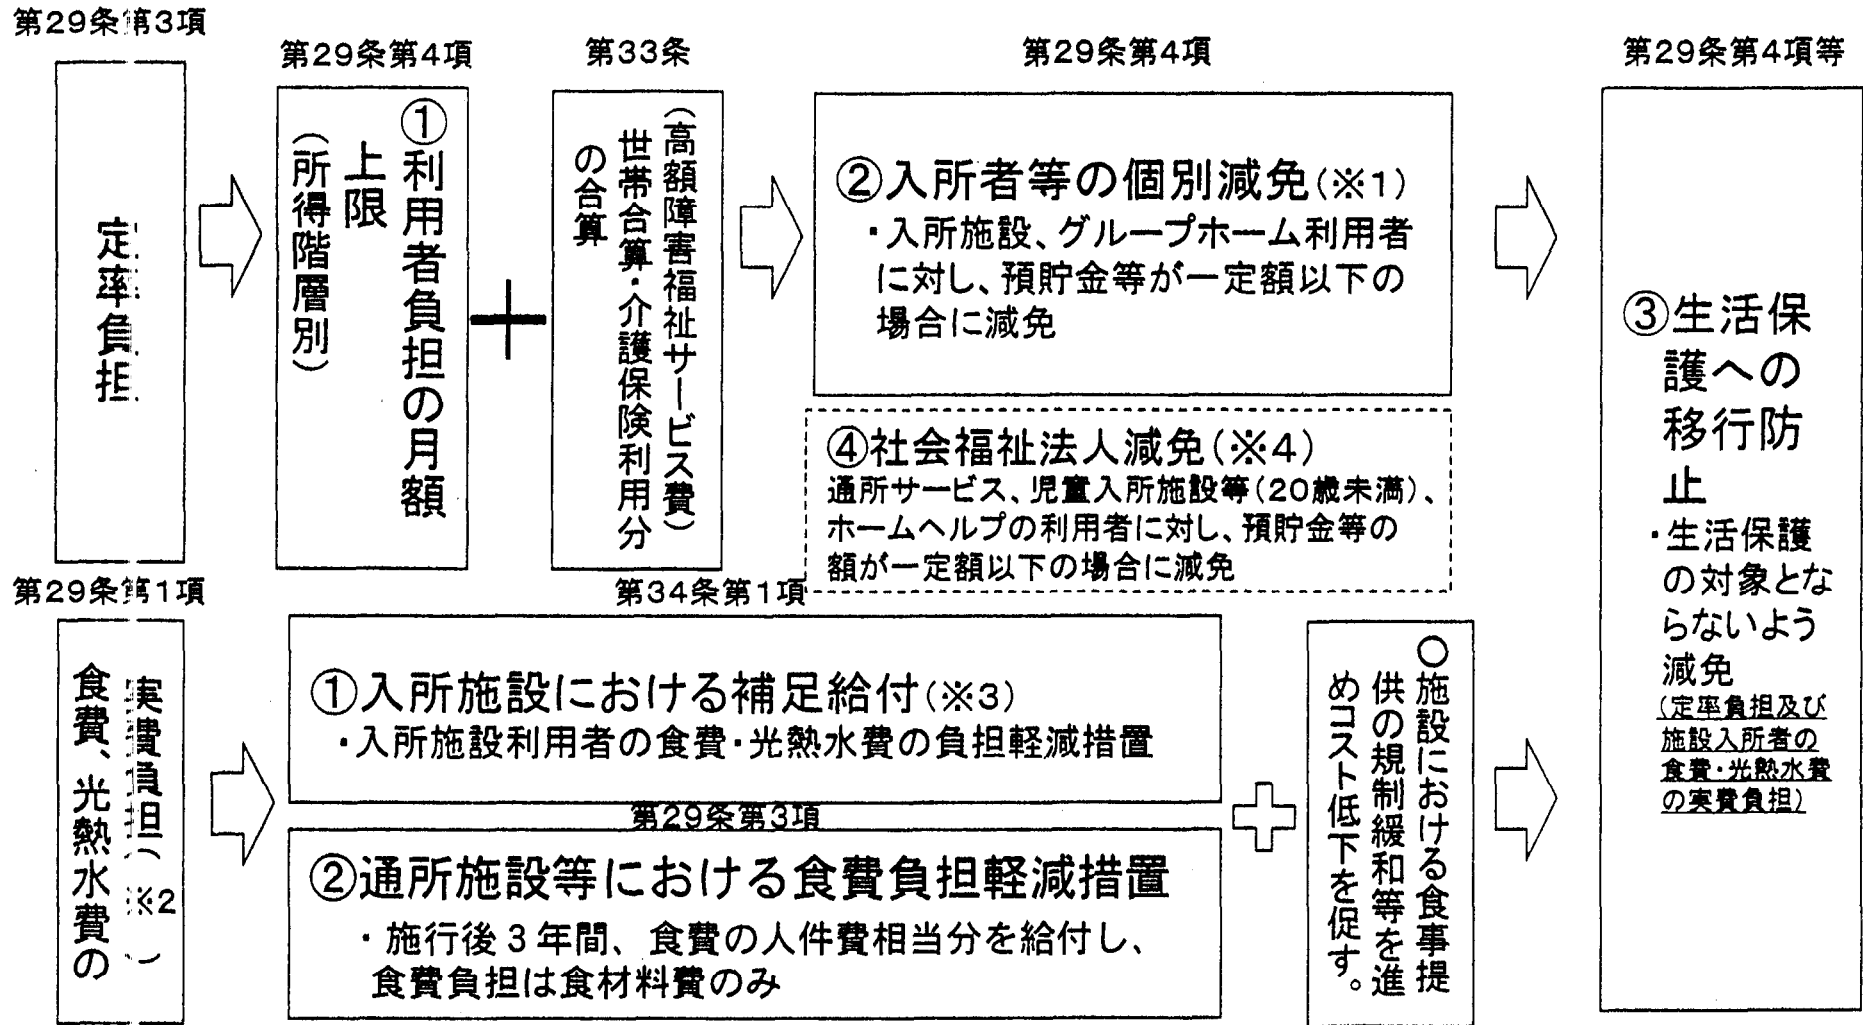 第29条第3項
定率負担
第29条第4項
①利用者負担の月額
上限
（所得階層別）
第33条
（高額障害福祉サービス費）
世帯合算・介護保険利用分
の合算
第29条第4項
②入所者等の個別減免(※1)
・入所施設、グループホーム利用者
に対し、預貯金等が一定額以下の
場合に減免
④社会福祉法人減免(※4)
通所サービス、児童入所施設等(20歳未満)、
ホームヘルプの利用者に対し、預貯金等の
額が一定額以下の場合に減免
第29条第4項等
③生活保
護への
移行防
止
・生活保護
の対象とな
らないよう
減免
(定率負担及び
施設入所者の
食費・光熱水費
の実費負担)
第29条第1項
食費、光熱水費の
実費負担（※2）
第34条第1項
①入所施設における補足給付(※3)
・入所施設利用者の食費・光熱水費の負担軽減措置
第29条第3項
②通所施設等における食費負担軽減措置
・施行後3年間、食費の人件費相当分を給付し、
食費負担は食材料費のみ
○施設における食事提
供の規制緩和等を進
めコスト低下を促す。